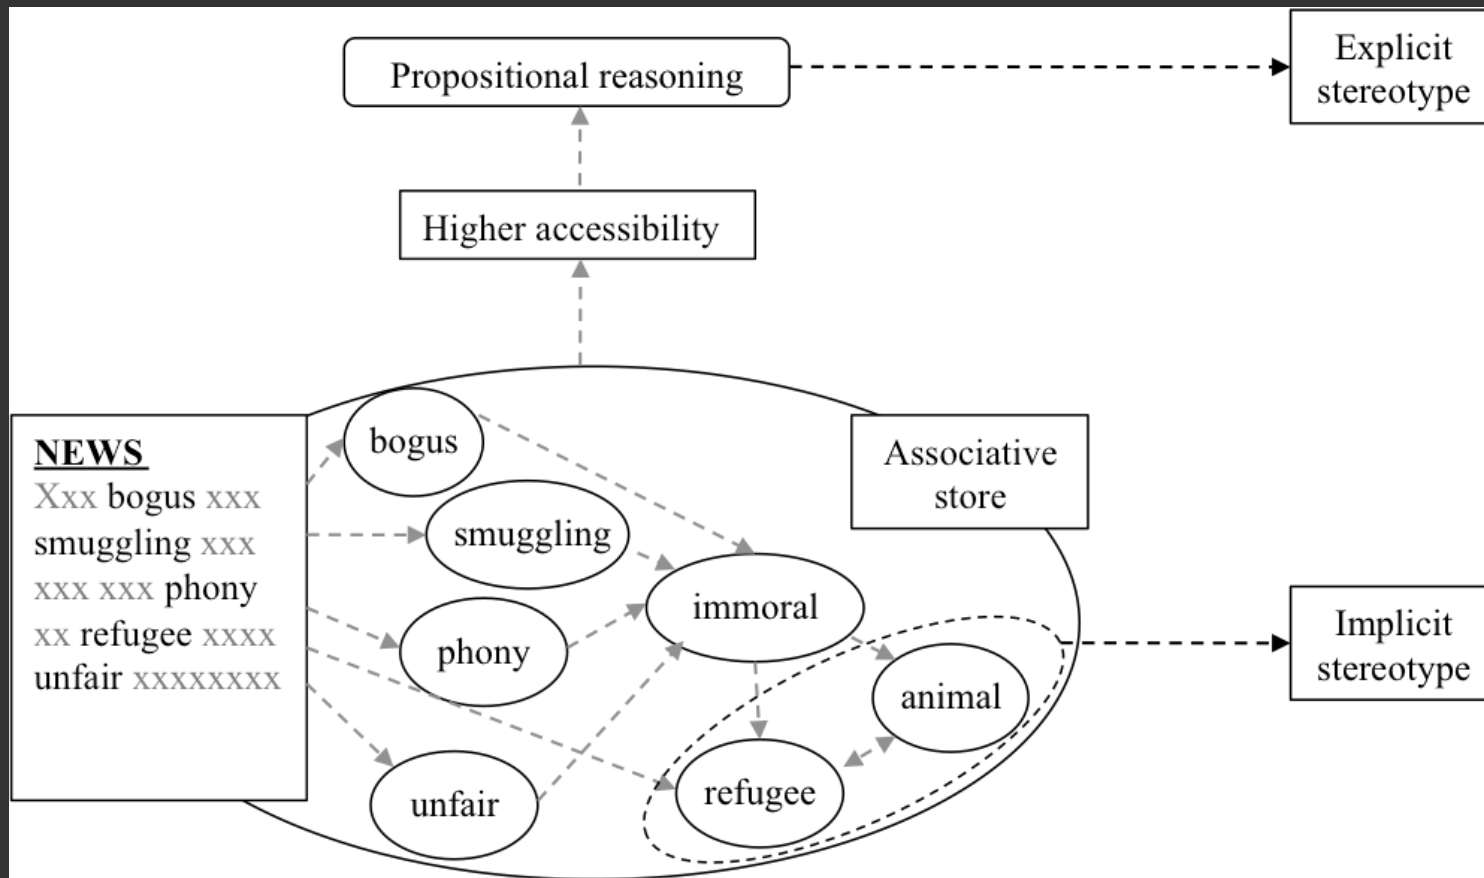 Propositional reasoning
Explicit
stereotype
Higher accessibility
NEWS
Xxx bogus xxx
smuggling xxx
xxx xxx phony
xx refugee xxxx
unfair xxxxxxxx
bogus
smuggling
phony
unfair
immoral
animal
refugee
Associative
store
Implicit
stereotype